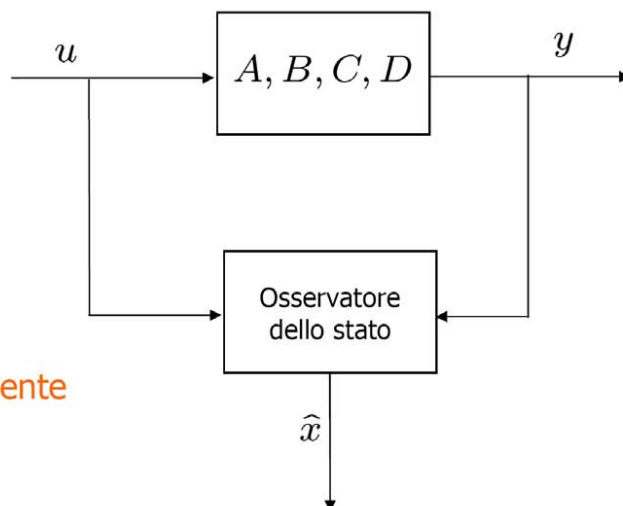 u
A, B, C, D
y
Osservatore
dello stato
ente
x̂